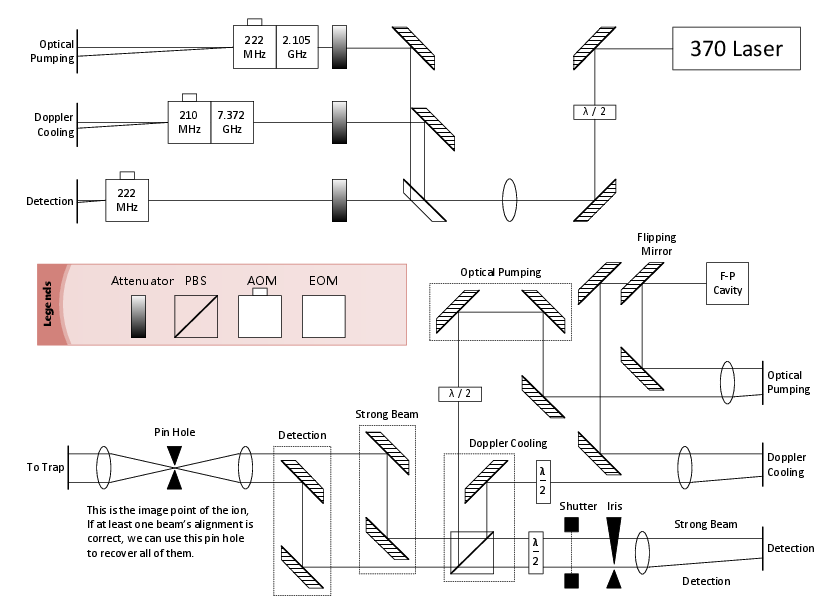 Optical
Pumping
222
MHz
2.105
GHz
370 Laser
Doppler
Cooling
210
MHz
7.372
GHz
λ / 2
Detection
222
MHz
Legends
Attenuator
PBS
AOM
EOM
Flipping
Mirror
Optical Pumping
F-P
Cavity
λ / 2
Optical
Pumping
Strong Beam
Pin Hole
Detection
Doppler Cooling
To Trap
λ
2
Doppler
Cooling
This is the image point of the ion,
If at least one beam's alignment is
correct, we can use this pin hole
to recover all of them.
Shutter
Iris
Strong Beam
λ
2
Detection
Detection